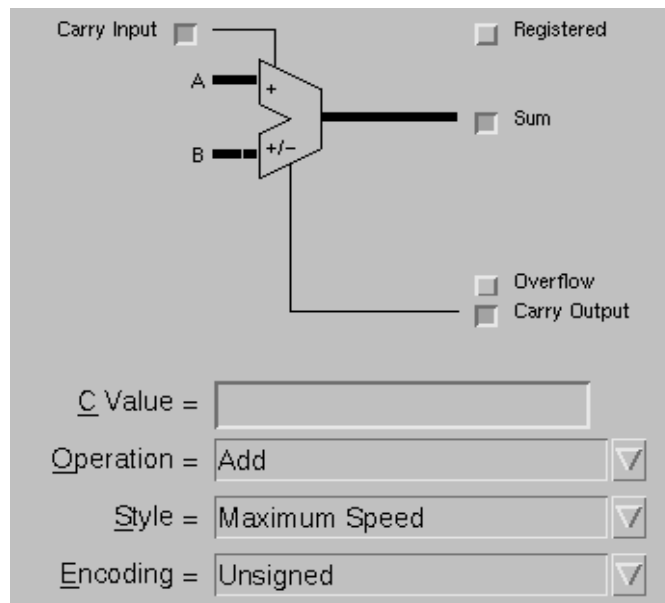 Carry Input
Registered
A
+
Sum
B
+/−
Overflow
Carry Output
C Value =
Operation = Add
Style = Maximum Speed
Encoding = Unsigned